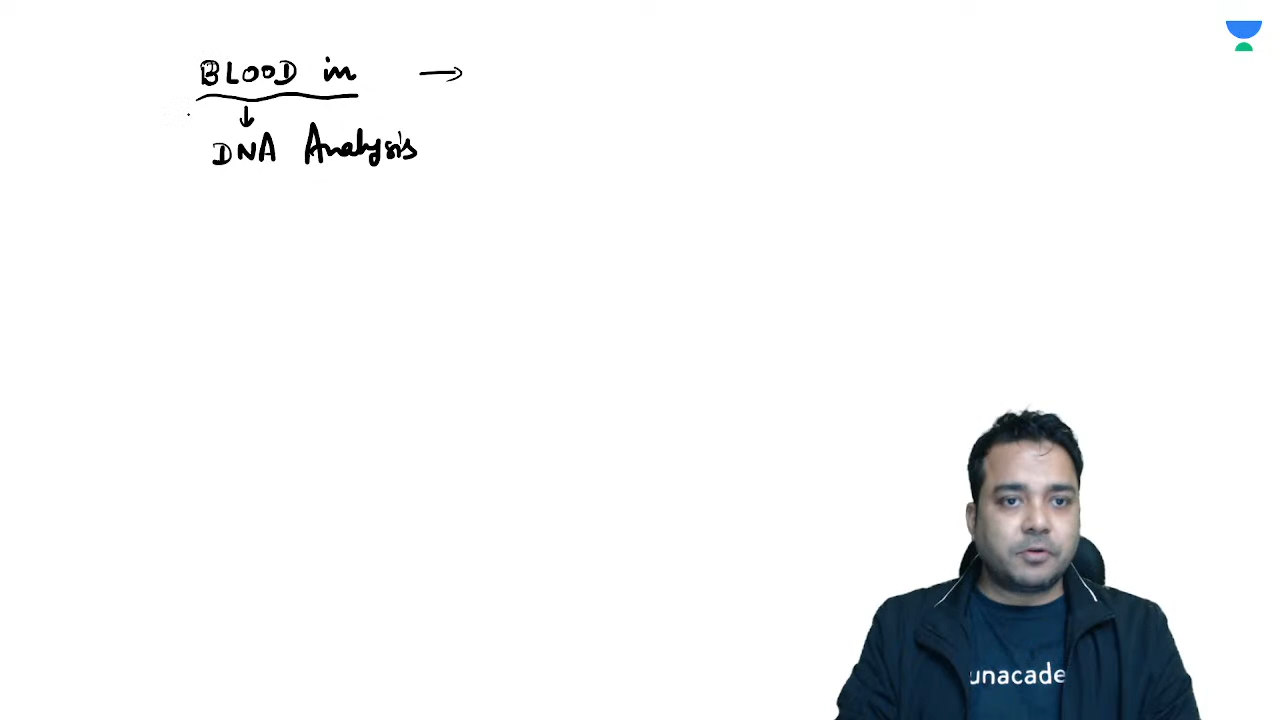 BLOOD in →
↓
DNA Analysis
unacade